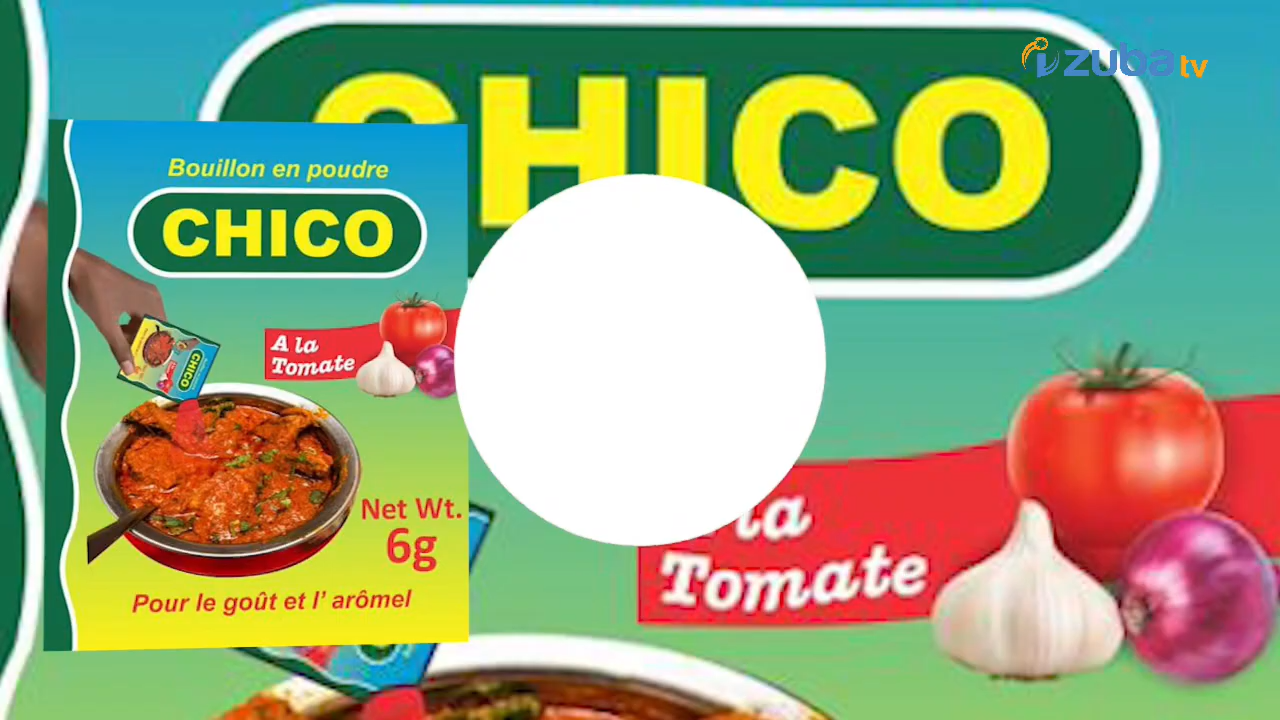 zuba tv
CHICO
Bouillon en poudre
CHICO
A la
Tomate
CHICO
Net Wt.
6g
Pour le goût et l' arômel
la
Tomate